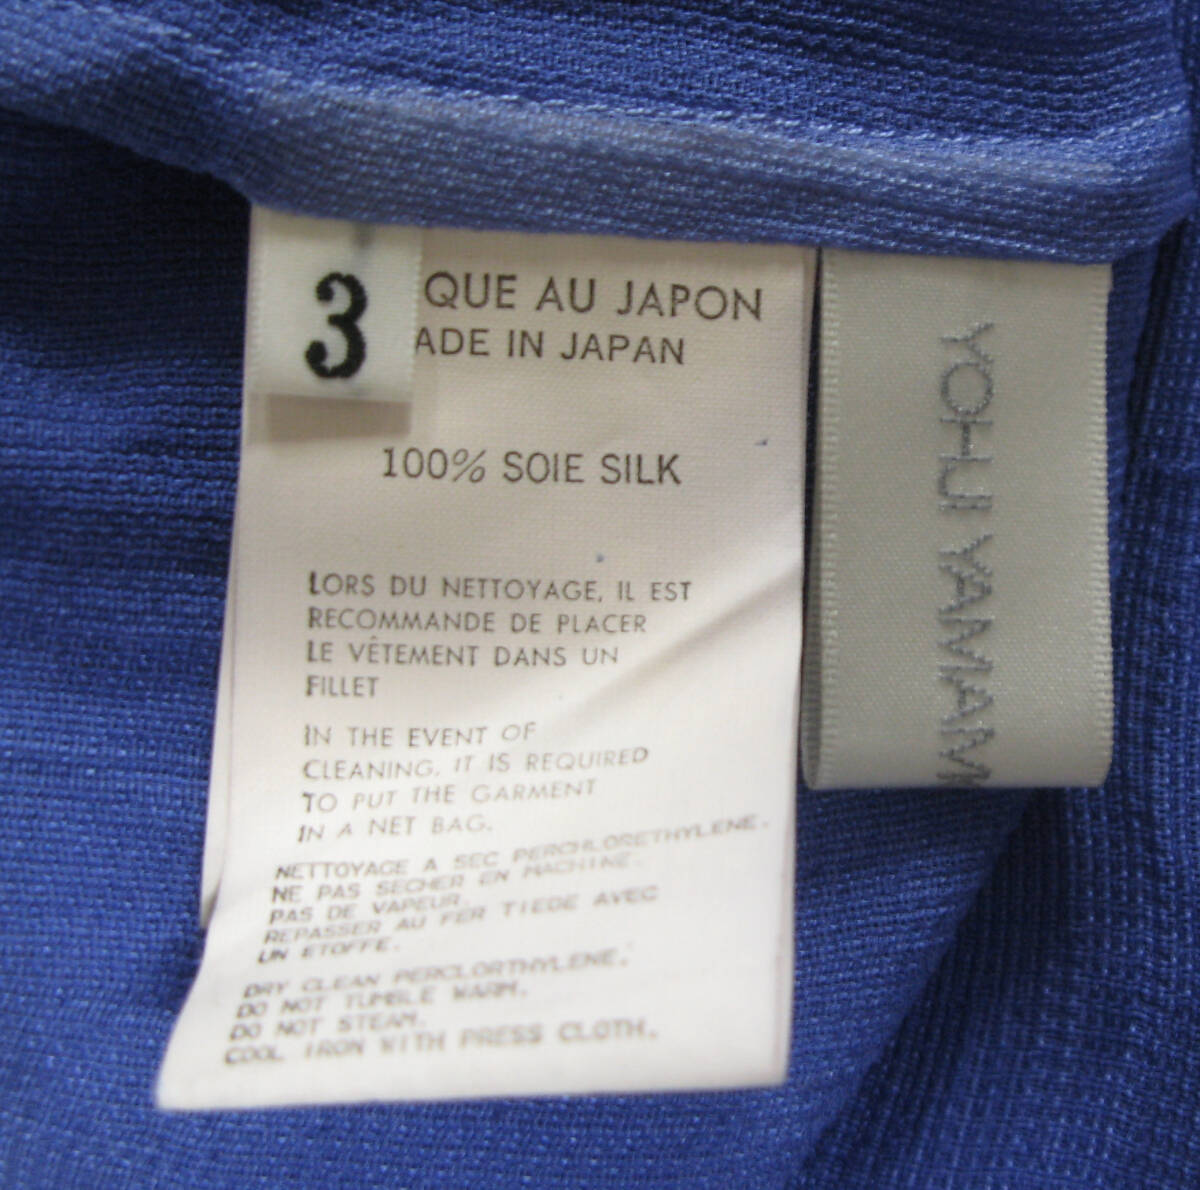 3
QUE AU JAPON
ADE IN JAPAN
100% SOIE SILK
LORS DU NETTOYAGE, IL EST
RECOMMANDE DE PLACER
LE VÊTEMENT DANS UN
FILLET
IN THE EVENT OF
CLEANING, IT IS REQUIRED
TO PUT THE GARMENT
IN A NET BAG.
NETTOYAGE A SEC PERCHLORETHYLENE.
NE PAS SECHER EN MACHINE.
PAS DE VAPEUR.
REPASSER AU FER TIEDE AVEC
UN ETOFFE.
DRY CLEAN PERCLORTHYLENE.
DO NOT TUMBLE WARM.
DO NOT STEAM.
COOL IRON WITH PRESS CLOTH.
YOHJI YAMAM